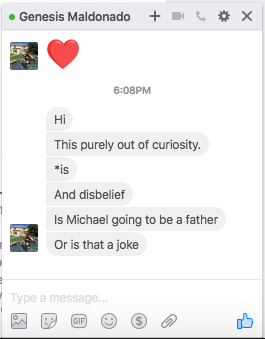 Genesis Maldonado
6:08PM
Hi
This purely out of curiosity.
*is
And disbelief
Is Michael going to be a father
Or is that a joke
Type a message...
GIF
$